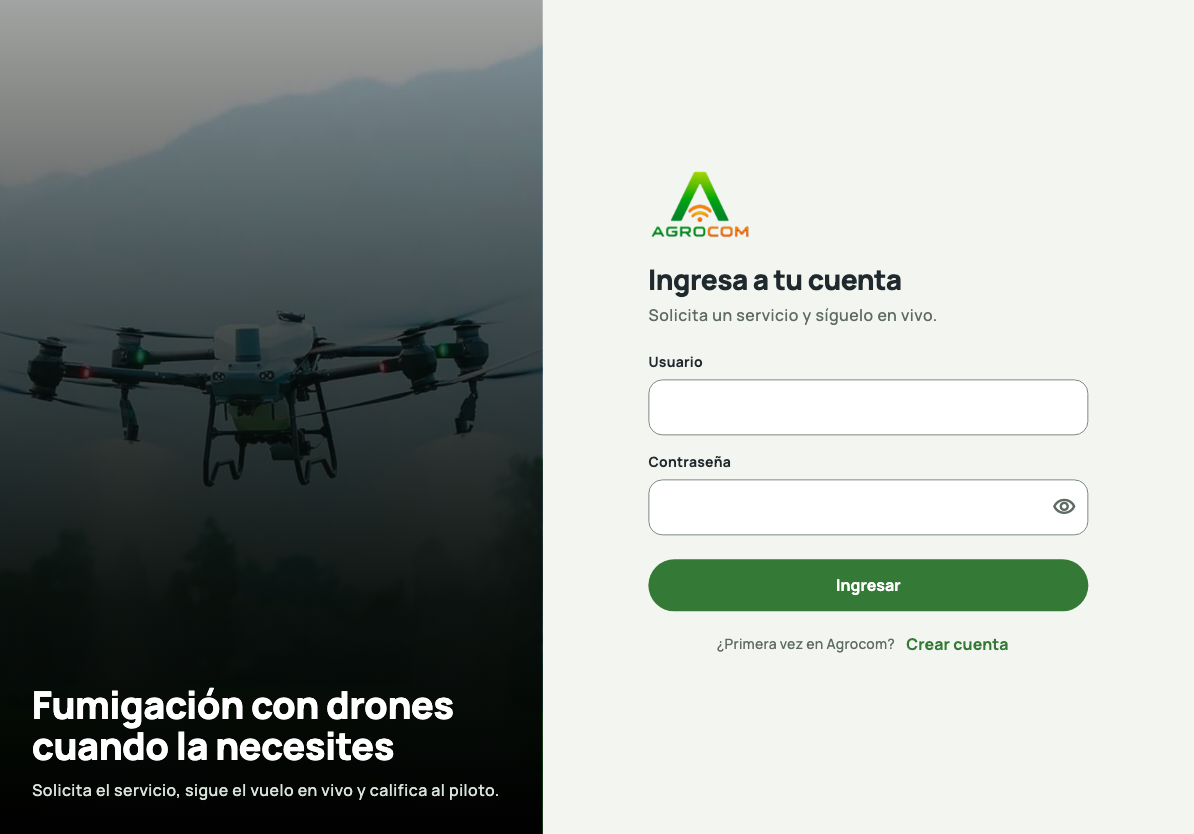 Fumigación con drones
cuando la necesites
Solicita el servicio, sigue el vuelo en vivo y califica al piloto.
AGROCOM
Ingresa a tu cuenta
Solicita un servicio y síguelo en vivo.
Usuario
Contraseña
Ingresar
¿Primera vez en Agrocom? Crear cuenta